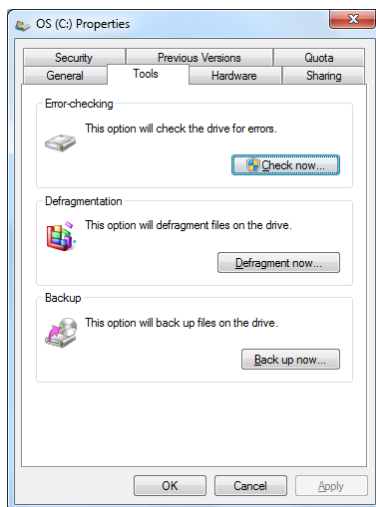 OS (C:) Properties
Security Previous Versions Quota
General Tools Hardware Sharing
Error-checking
This option will check the drive for errors.
Check now...
Defragmentation
This option will defragment files on the drive.
Defragment now...
Backup
This option will back up files on the drive.
Back up now...
OK Cancel Apply